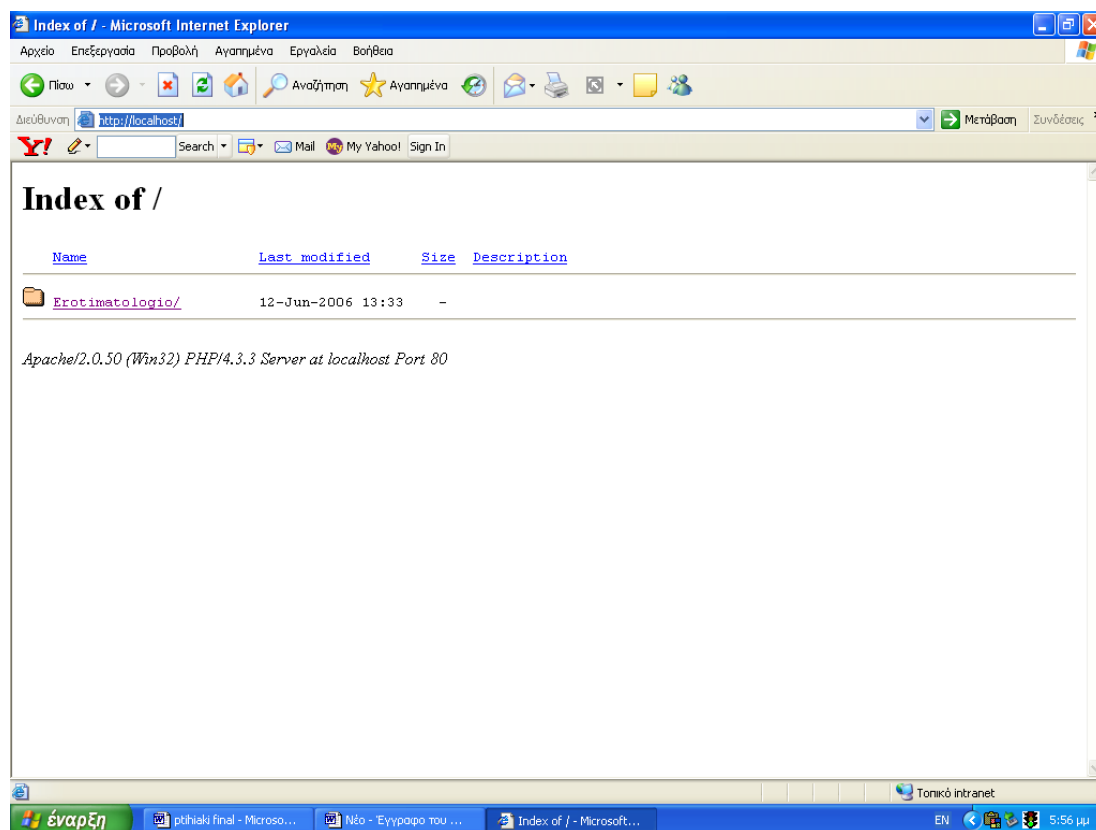 Index of / - Microsoft Internet Explorer
Αρχείο Επεξεργασία Προβολή Αγαπημένα Εργαλεία Βοήθεια
Πίσω Αναζήτηση Αγαπημένα
Διεύθυνση http://localhost/ Μετάβαση Συνδέσεις
Y! Search Mail My Yahoo! Sign In
Index of /
Name Last modified Size Description
Erotimatologio/ 12-Jun-2006 13:33 -
Apache/2.0.50 (Win32) PHP/4.3.3 Server at localhost Port 80
Τοπικό intranet
έναρξη ptihiaki final - Microso... Νέο - Έγγραφο του ... Index of / - Microsoft... EN 5:56 μμ